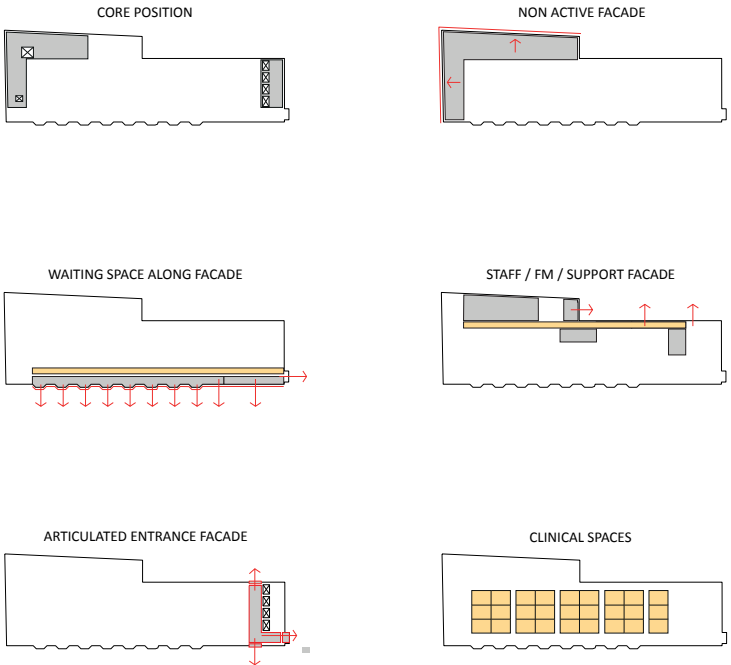 CORE POSITION
NON ACTIVE FACADE
WAITING SPACE ALONG FACADE
STAFF / FM / SUPPORT FACADE
ARTICULATED ENTRANCE FACADE
CLINICAL SPACES